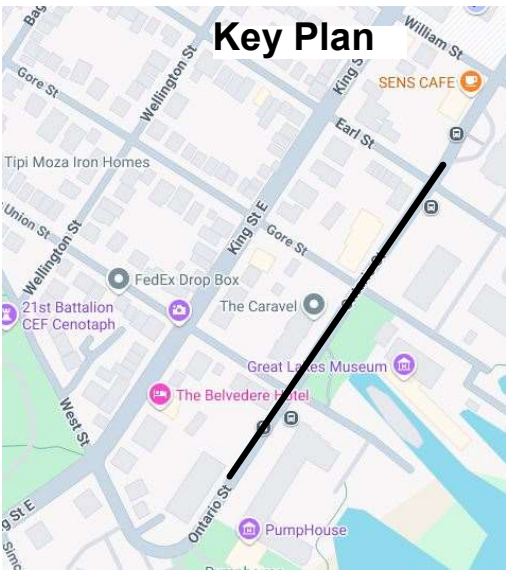 Key Plan
Bag
King St
William St
SENS CAFE
Gore St
Wellington St
Earl St
Tipi Moza Iron Homes
Union St
Wellington St
King St E
Gore St
FedEx Drop Box
21st Battalion
CEF Cenotaph
The Caravel
Great Lakes Museum
The Belvedere Hotel
West St
g St E
Ontario St
PumpHouse
Simc